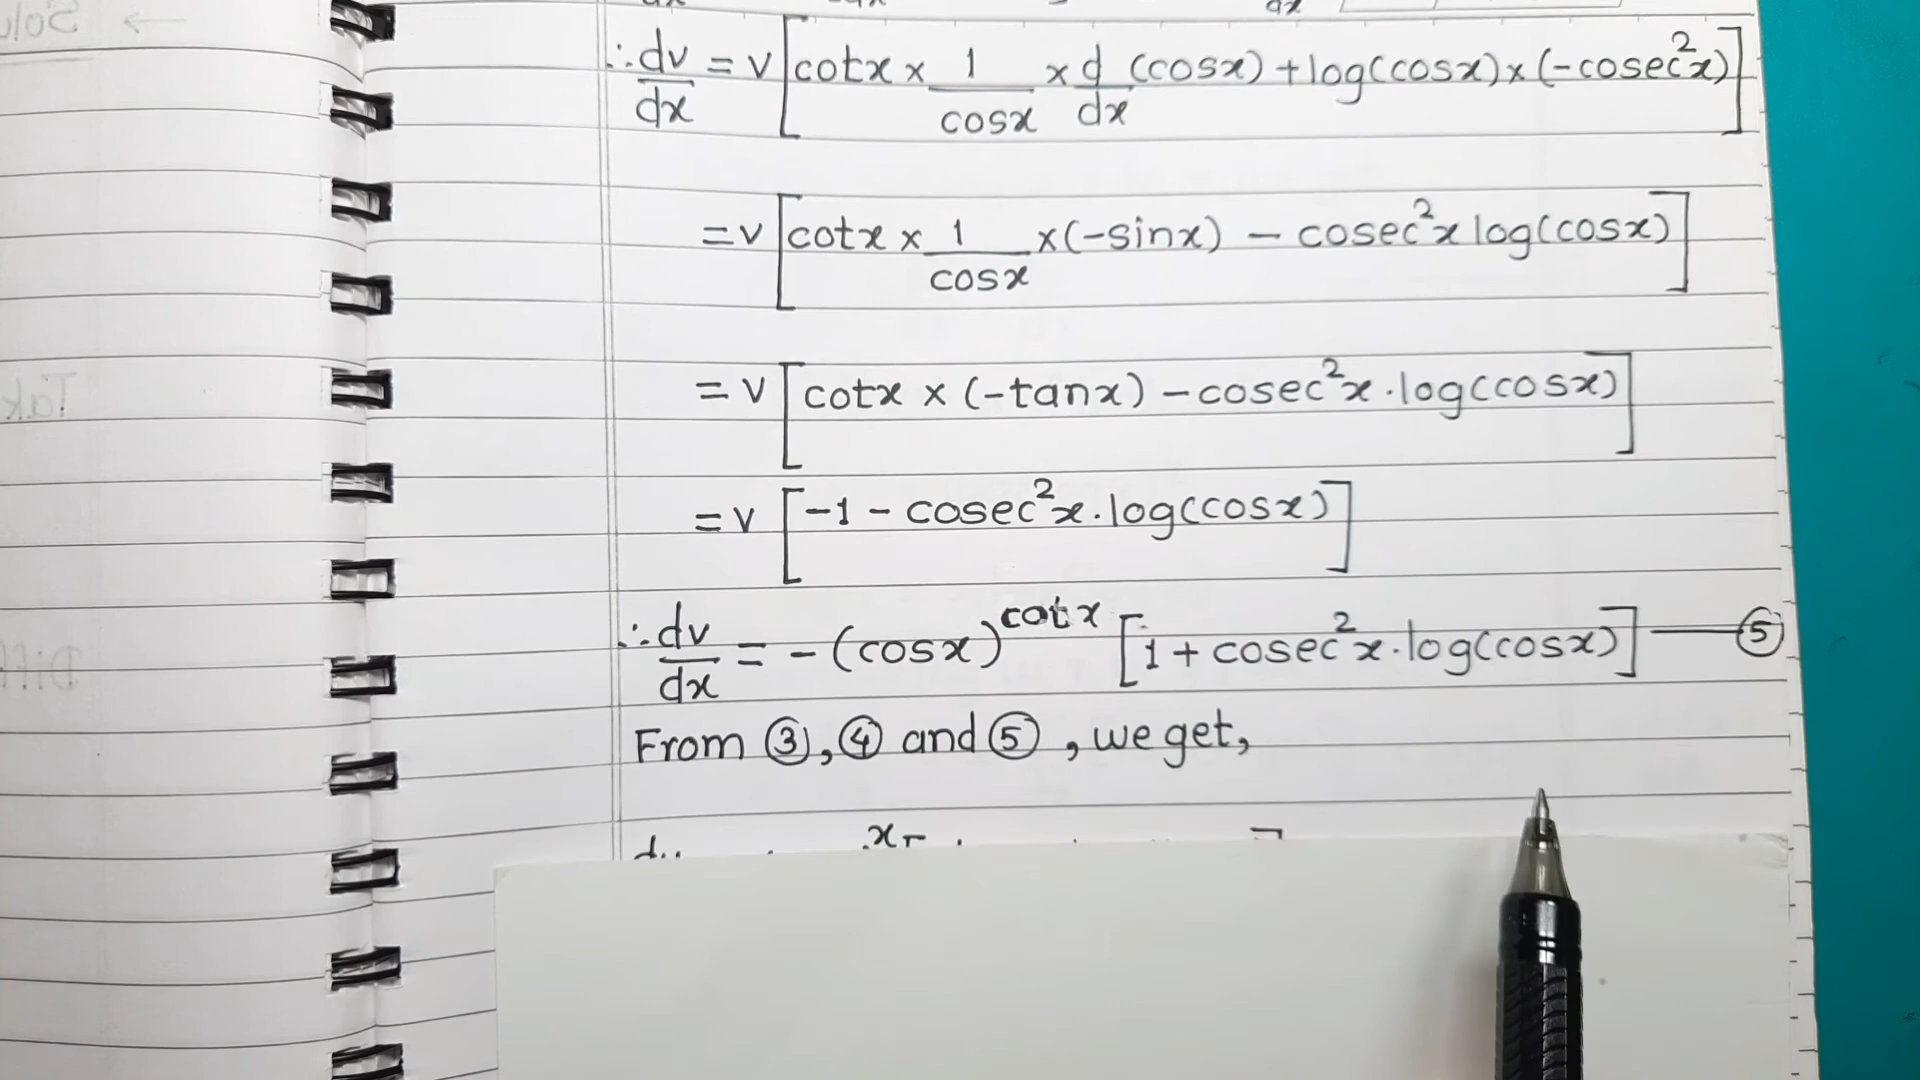 ∴ dv/dx = v [cotx × 1/cosx × d/dx (cosx) + log(cosx) × (-cosec²x)]
= v [cotx × 1/cosx × (-sinx) - cosec²x log(cosx)]
= v [cotx × (-tanx) - cosec²x . log(cosx)]
= v [-1 - cosec²x . log(cosx)]
∴ dv/dx = - (cosx)^cotx [1 + cosec²x . log(cosx)] — ⑤
From ③, ④ and ⑤, we get,